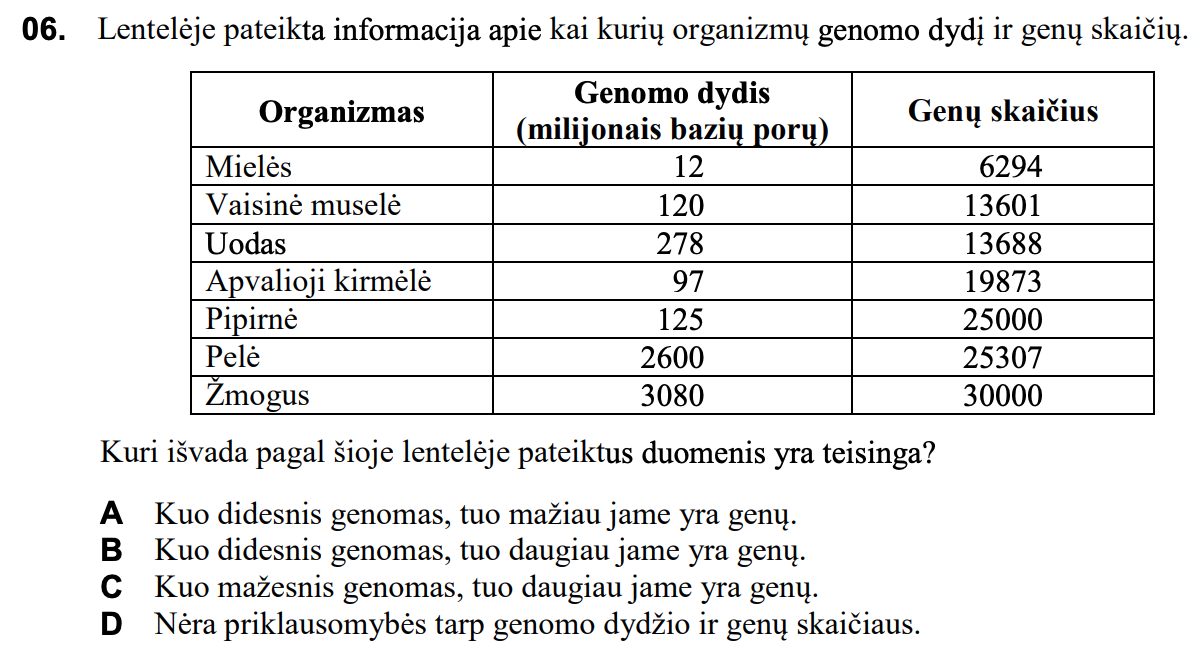 06. Lentelėje pateikta informacija apie kai kurių organizmų genomo dydį ir genų skaičių.
Organizmas Genomo dydis (milijonais bazių porų) Genų skaičius
Mielės 12 6294
Vaisinė muselė 120 13601
Uodas 278 13688
Apvalioji kirmėlė 97 19873
Pipirnė 125 25000
Pelė 2600 25307
Žmogus 3080 30000
Kuri išvada pagal šioje lentelėje pateiktus duomenis yra teisinga?
A Kuo didesnis genomas, tuo mažiau jame yra genų.
B Kuo didesnis genomas, tuo daugiau jame yra genų.
C Kuo mažesnis genomas, tuo daugiau jame yra genų.
D Nėra priklausomybės tarp genomo dydžio ir genų skaičiaus.